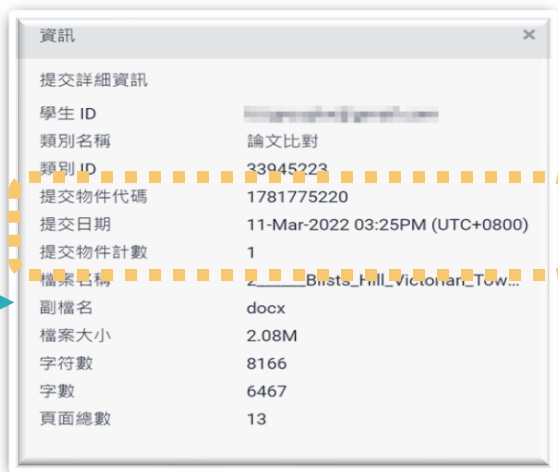 資訊 ×
提交詳細資訊
學生 ID
類別名稱 論文比對
類別 ID 33945223
提交物件代碼 1781775220
提交日期 11-Mar-2022 03:25PM (UTC+0800)
提交物件計數 1
檔案名稱 2______Blists_Hill_Victorian_Tow...
副檔名 docx
檔案大小 2.08M
字符數 8166
字數 6467
頁面總數 13